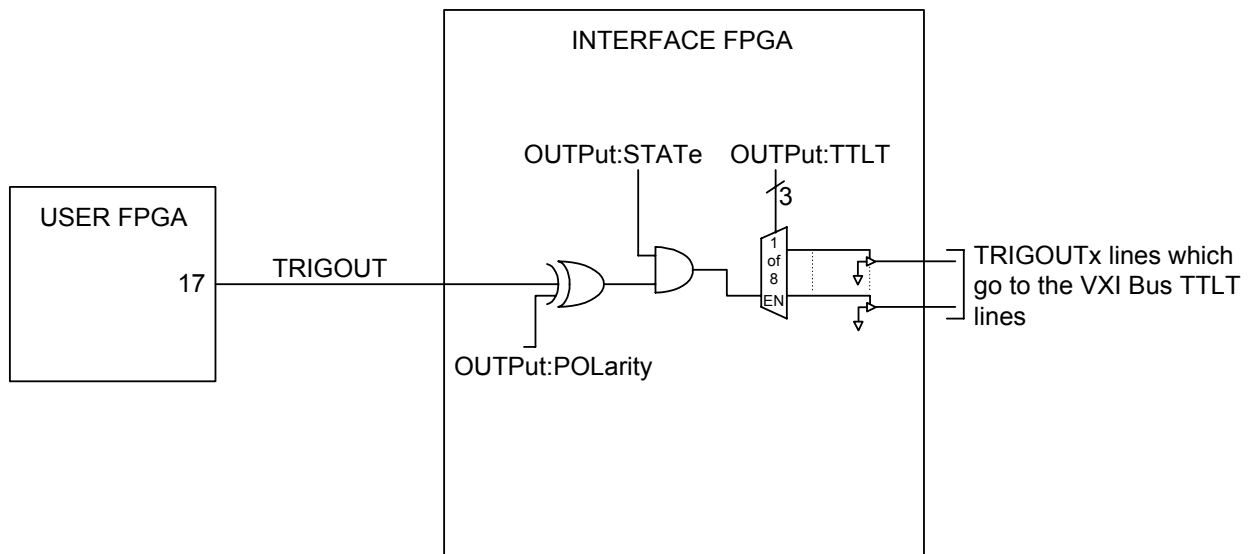 INTERFACE FPGA
OUTPut:STATe
OUTPut:TTLT
3
USER FPGA
17
TRIGOUT
1
of
8
EN
TRIGOUTx lines which
go to the VXI Bus TTLT
lines
OUTPut:POLarity